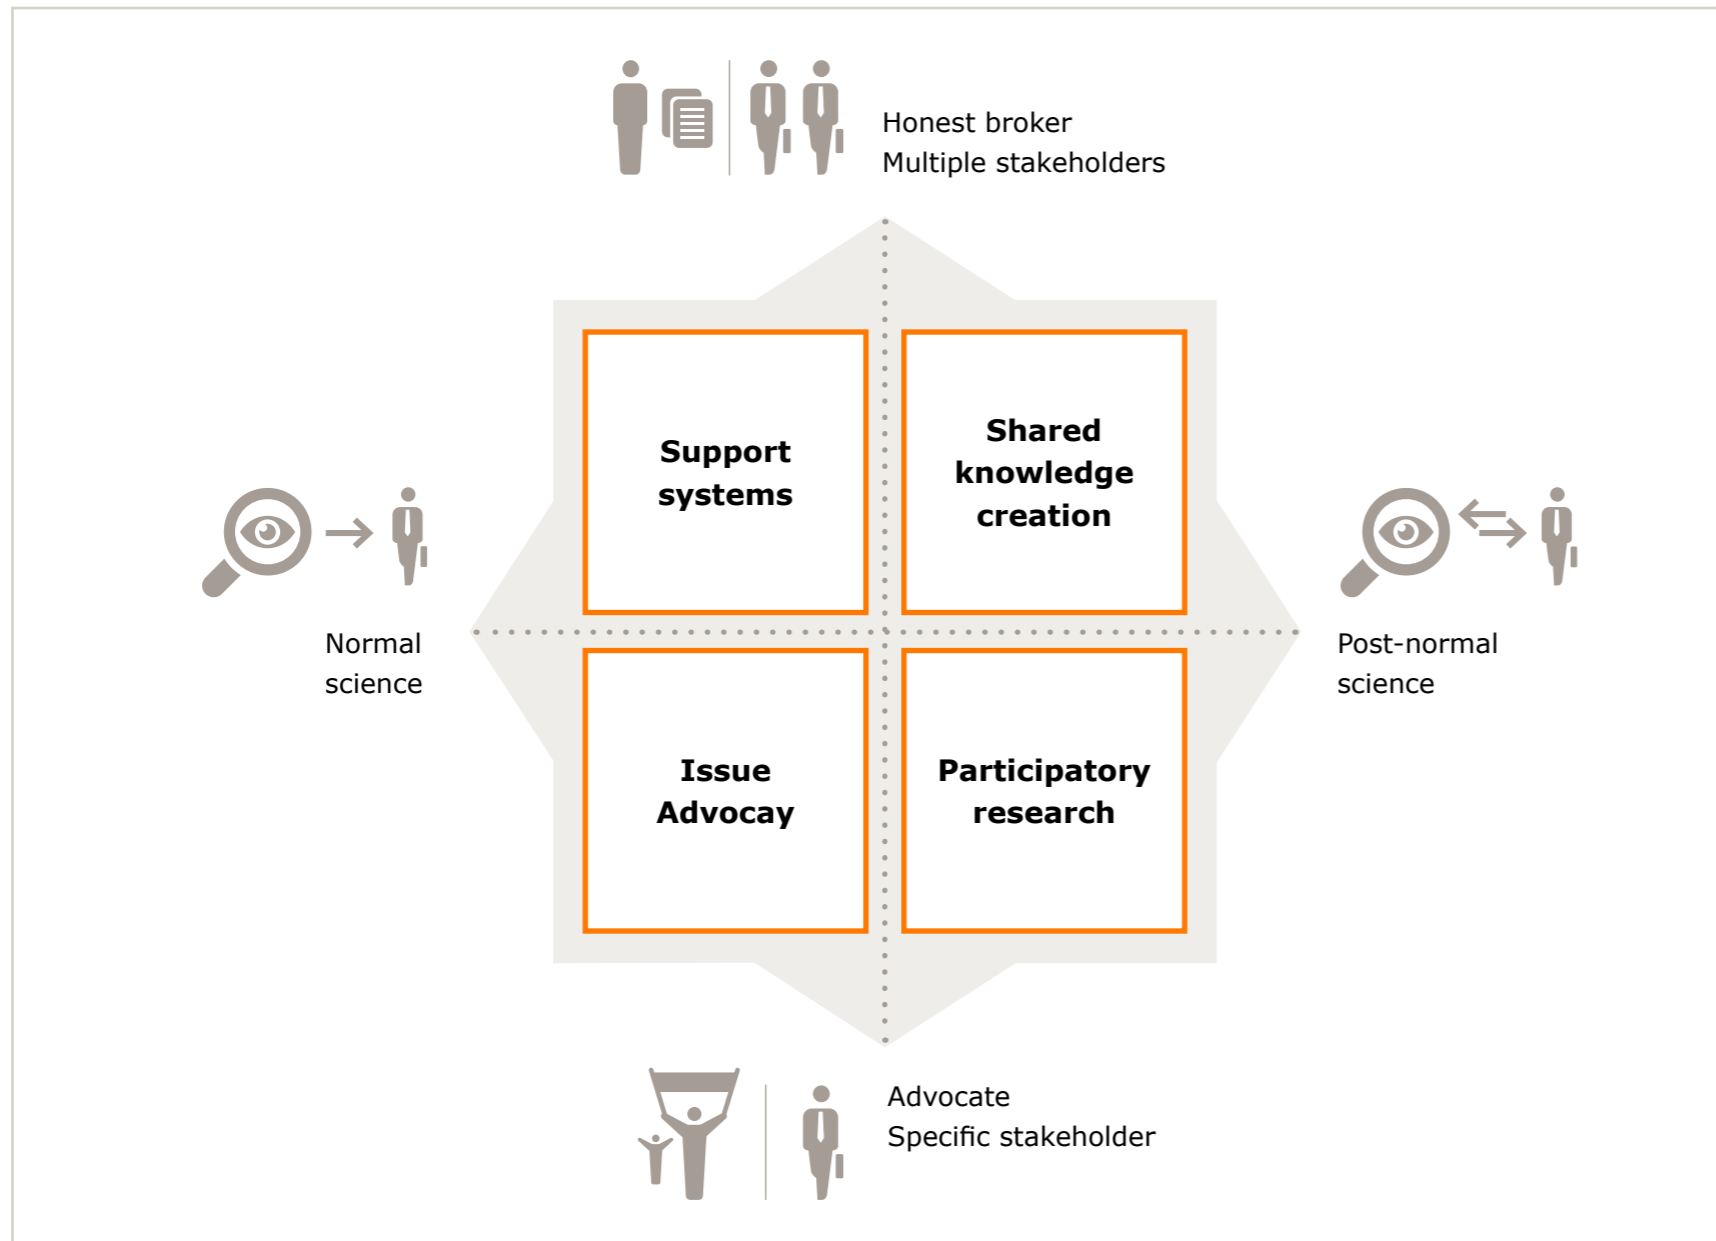 Honest broker
Multiple stakeholders
Support
systems
Shared
knowledge
creation
Normal
science
Post-normal
science
Issue
Advocay
Participatory
research
Advocate
Specific stakeholder